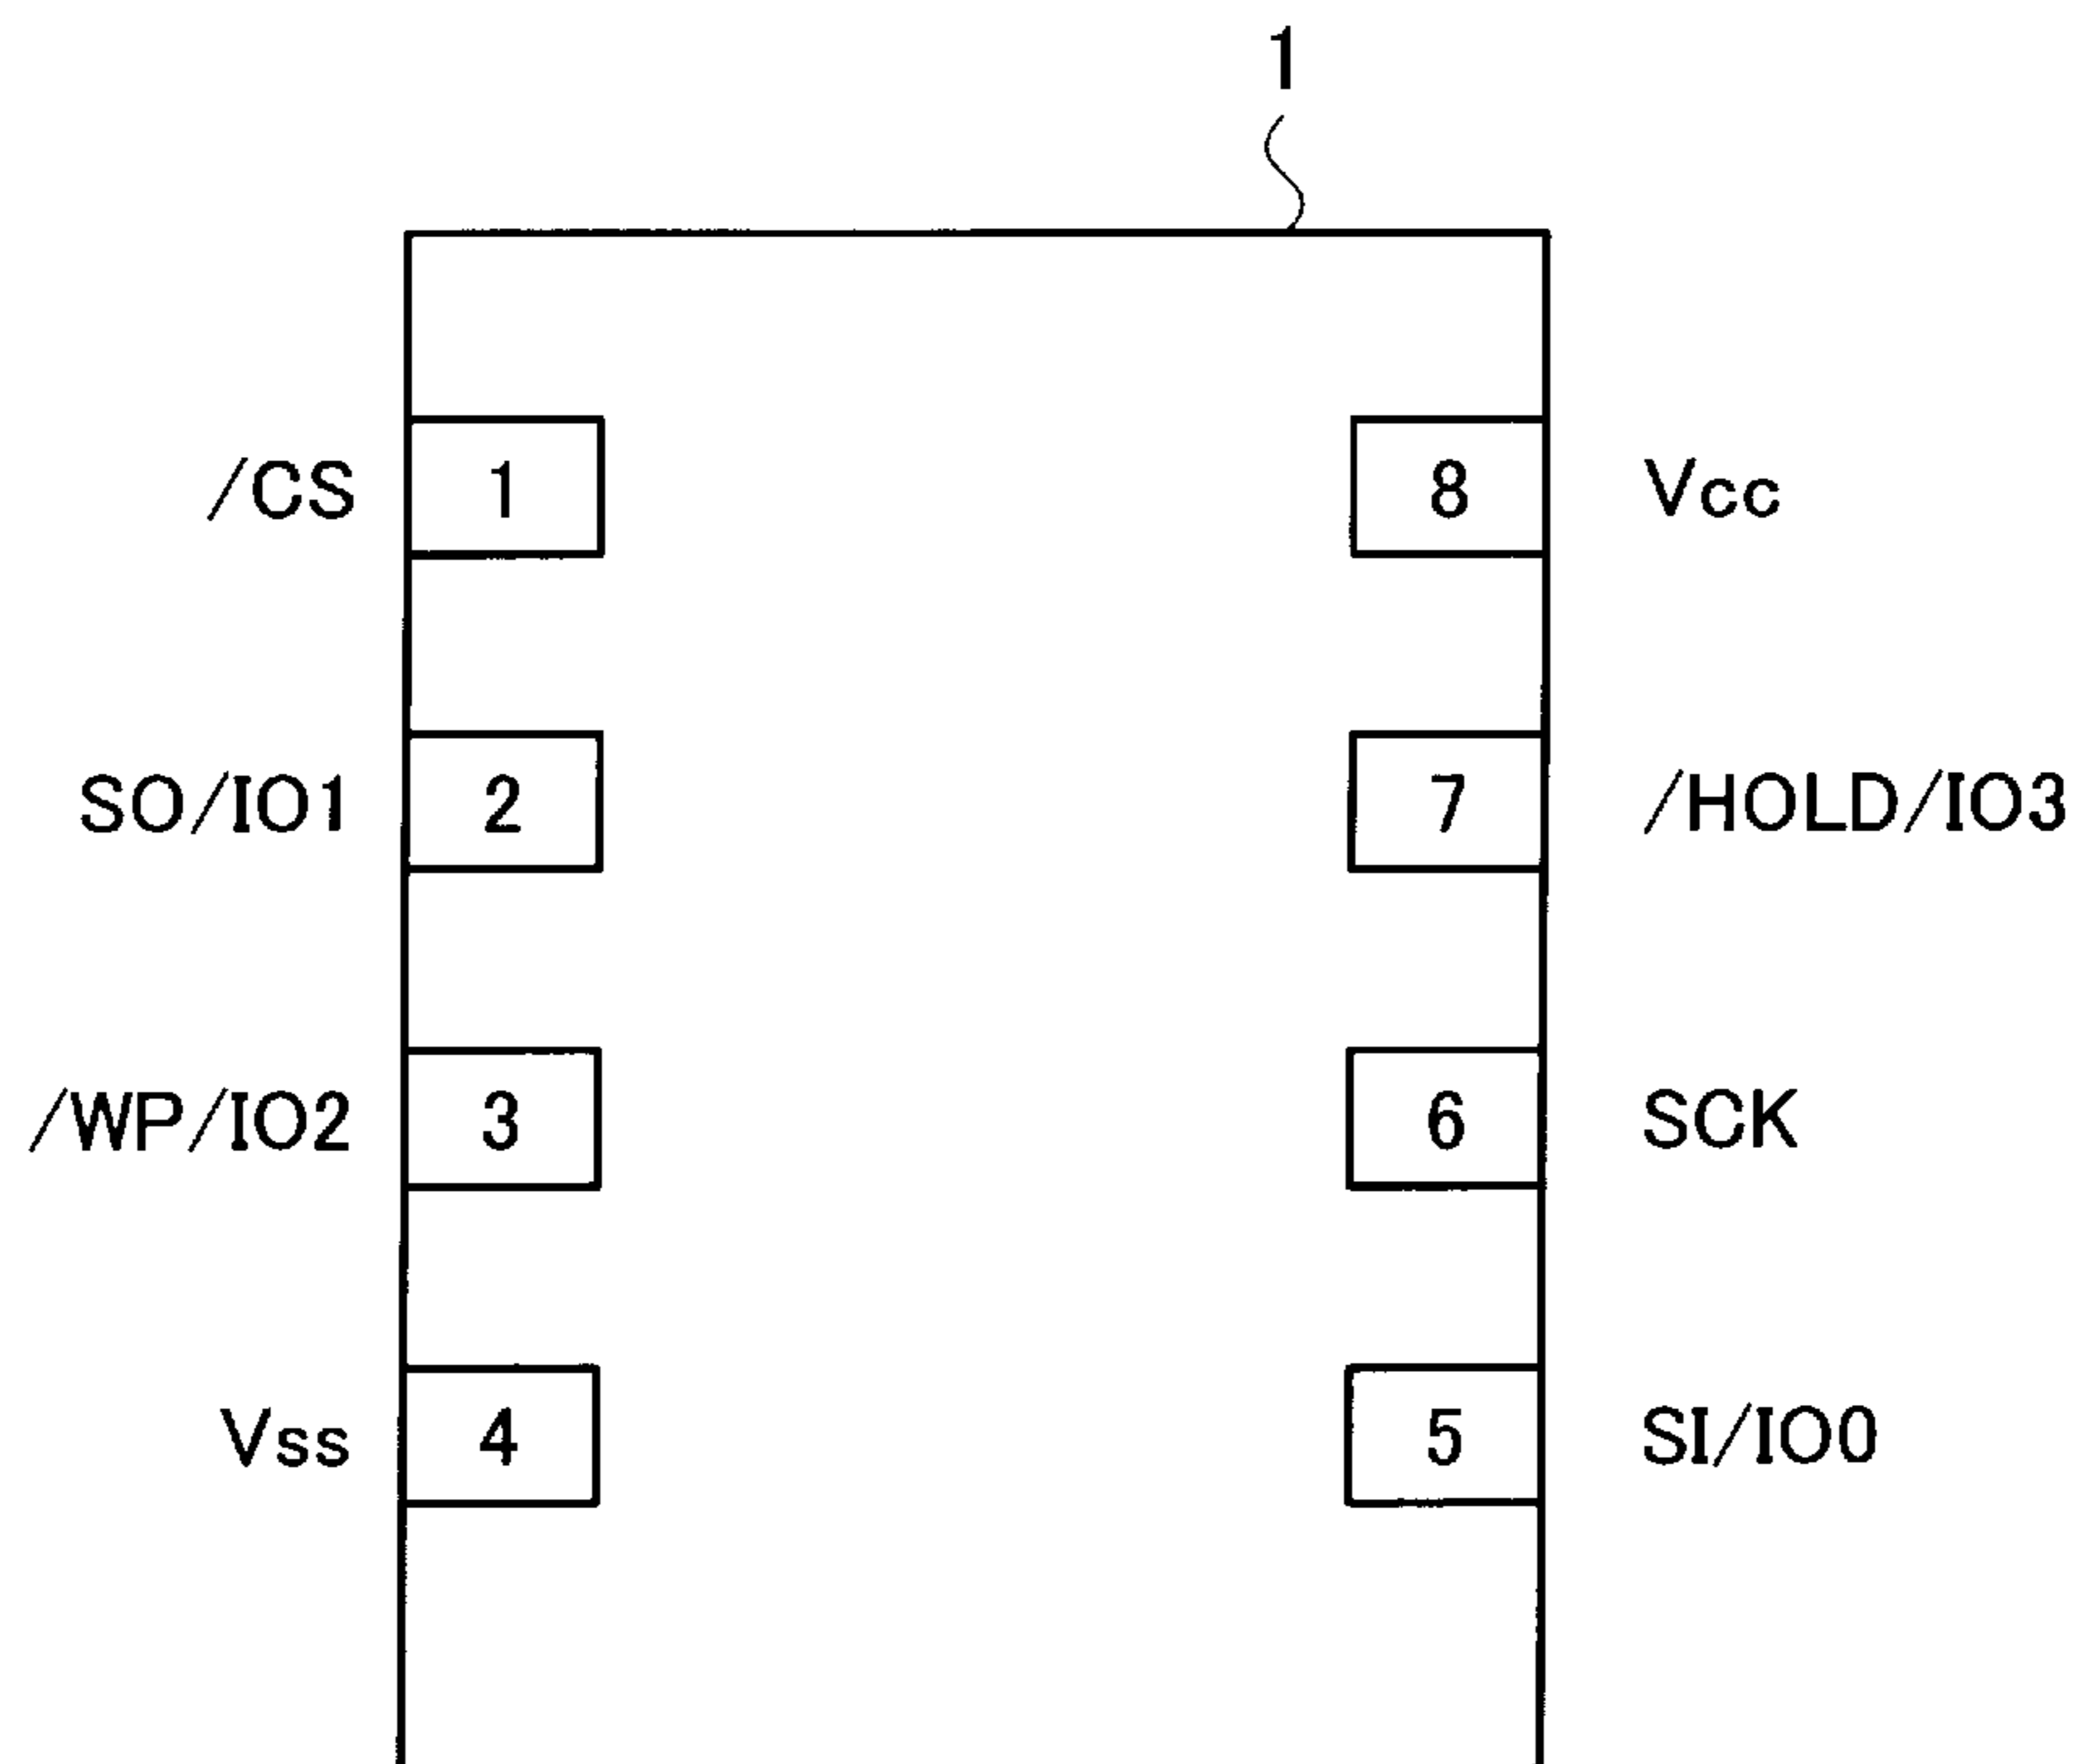 1
/CS 1 8 Vcc
SO/IO1 2 7 /HOLD/IO3
/WP/IO2 3 6 SCK
Vss 4 5 SI/IO0